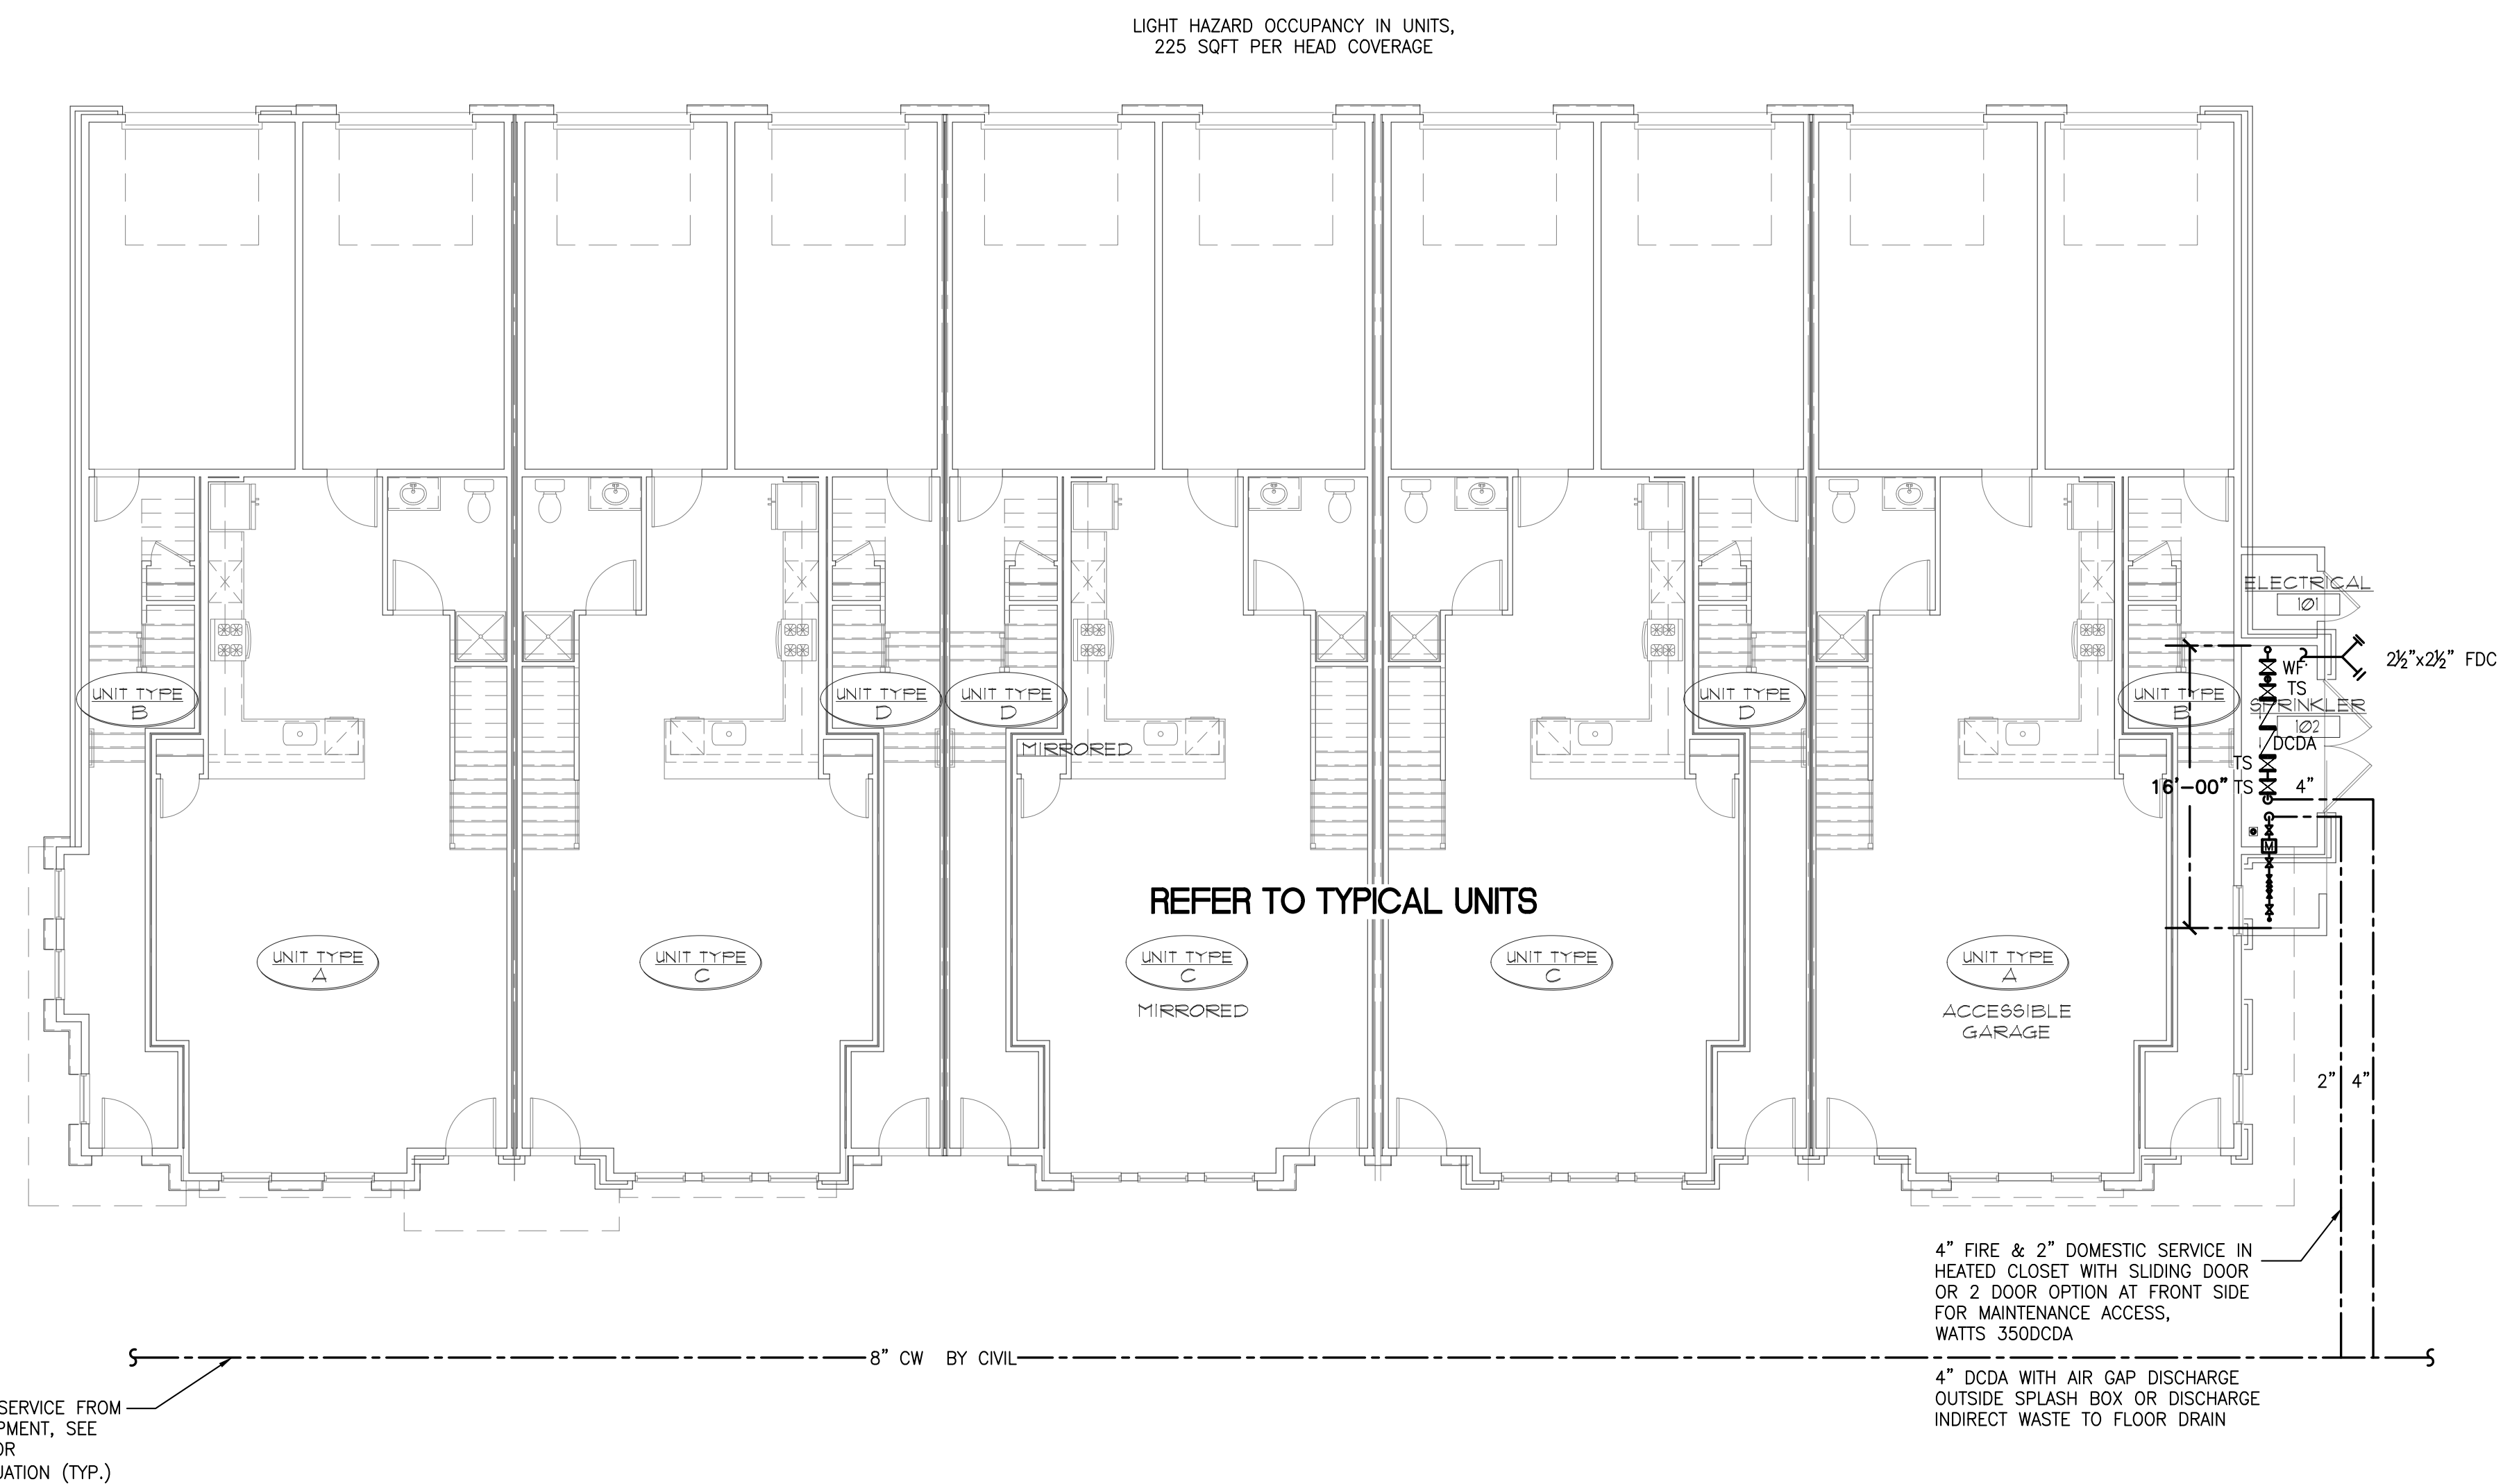 LIGHT HAZARD OCCUPANCY IN UNITS,
225 SQFT PER HEAD COVERAGE
ELECTRICAL
101
WF
TS
2½"x2½" FDC
SPRINKLER
102
DCDA
TS
16'-00" TS 4"
M
UNIT TYPE
B
UNIT TYPE
D
UNIT TYPE
D
UNIT TYPE
D
UNIT TYPE
B
MIRRORED
REFER TO TYPICAL UNITS
UNIT TYPE
A
UNIT TYPE
C
UNIT TYPE
C
MIRRORED
UNIT TYPE
C
UNIT TYPE
A
ACCESSIBLE
GARAGE
2" 4"
4" FIRE & 2" DOMESTIC SERVICE IN
HEATED CLOSET WITH SLIDING DOOR
OR 2 DOOR OPTION AT FRONT SIDE
FOR MAINTENANCE ACCESS,
WATTS 350DCDA
8" CW BY CIVIL
4" DCDA WITH AIR GAP DISCHARGE
OUTSIDE SPLASH BOX OR DISCHARGE
INDIRECT WASTE TO FLOOR DRAIN
SERVICE FROM
PMENT, SEE
OR
UATION (TYP.)